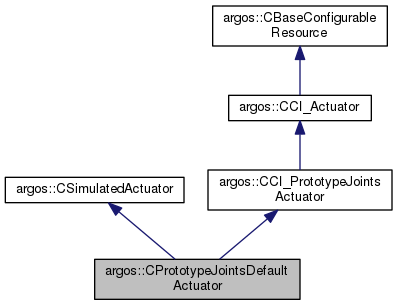 argos::CBaseConfigurable
Resource
argos::CCI_Actuator
argos::CSimulatedActuator
argos::CCI_PrototypeJoints
Actuator
argos::CPrototypeJointsDefault
Actuator